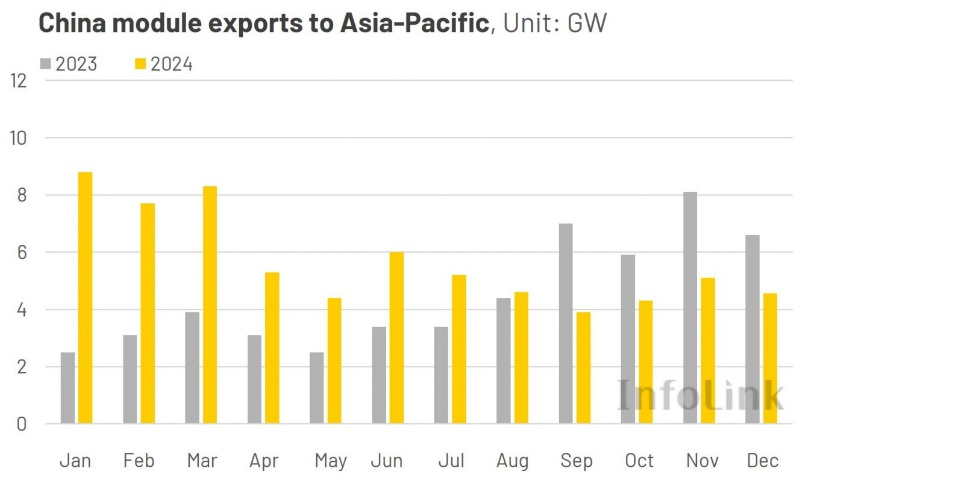 China module exports to Asia-Pacific, Unit: GW
2023 2024
12
10
8
6
4
2
0
Jan Feb Mar Apr May Jun Jul Aug Sep Oct Nov Dec
InfoLink